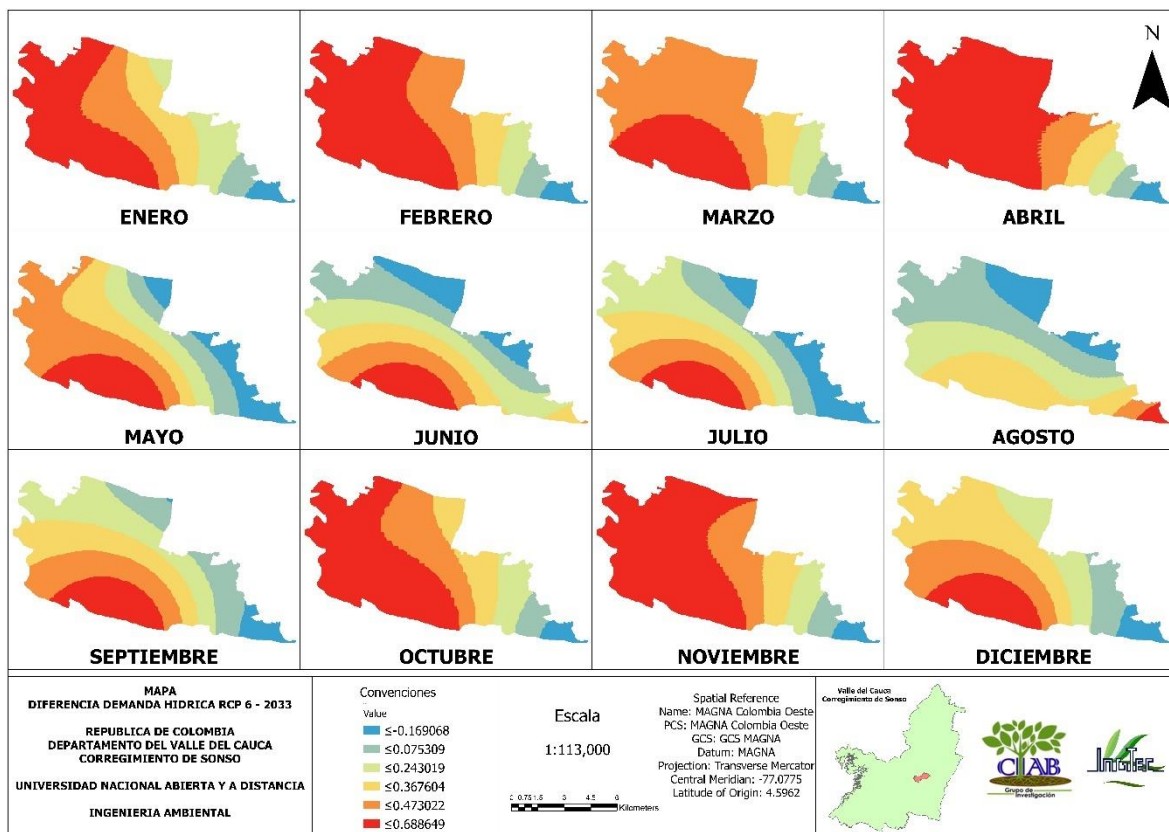 N
ENERO
FEBRERO
MARZO
ABRIL
MAYO
JUNIO
JULIO
AGOSTO
SEPTIEMBRE
OCTUBRE
NOVIEMBRE
DICIEMBRE
MAPA
DIFERENCIA DEMANDA HIDRICA RCP 6 - 2033
REPUBLICA DE COLOMBIA
DEPARTAMENTO DEL VALLE DEL CAUCA
CORREGIMIENTO DE SONSO
UNIVERSIDAD NACIONAL ABIERTA Y A DISTANCIA
INGENIERIA AMBIENTAL
Convenciones
Value
≤-0.169068
≤0.075309
≤0.243019
≤0.367604
≤0.473022
≤0.688649
Escala
1:113,000
0 0.75 1.5 3 4.5 6
Kilometers
Spatial Reference
Name: MAGNA Colombia Oeste
PCS: MAGNA Colombia Oeste
GCS: GCS MAGNA
Datum: MAGNA
Projection: Transverse Mercator
Central Meridian: -77.0775
Latitude of Origin: 4.5962
Valle del Cauca
Corregimiento de Sonso
CIAB
Grupo de
Investigación